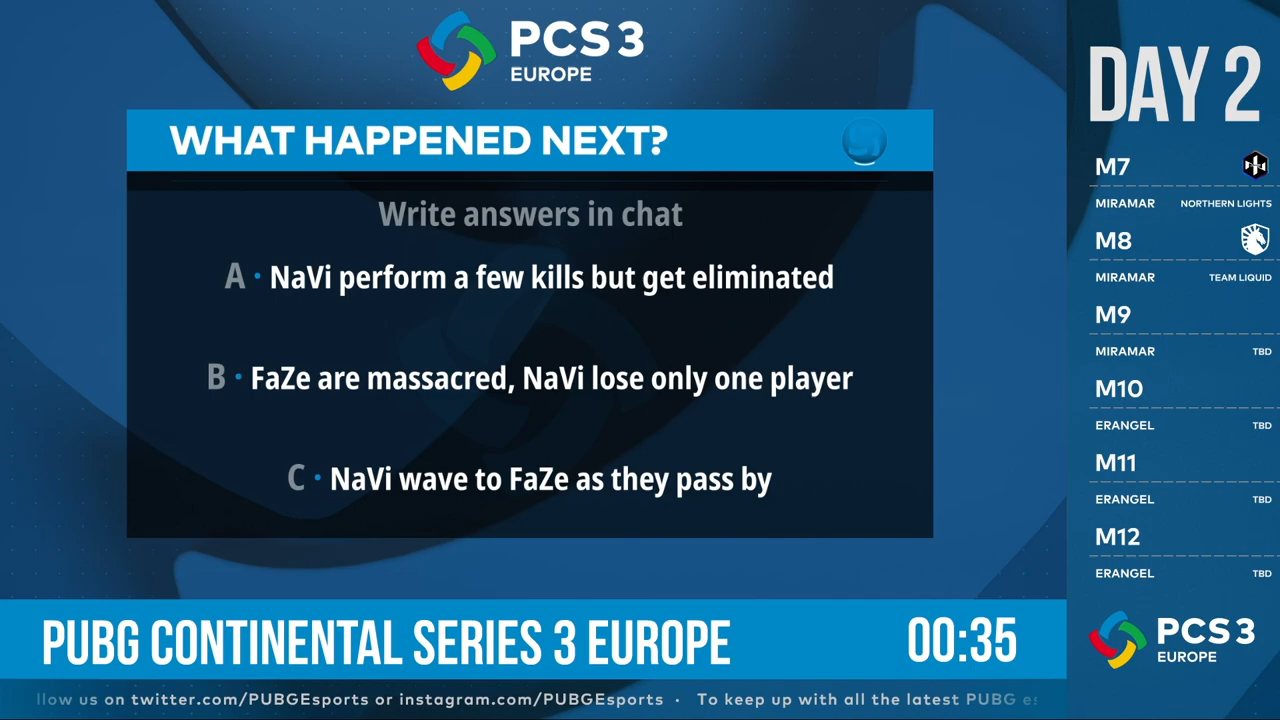 PCS 3
EUROPE
WHAT HAPPENED NEXT?
Write answers in chat
A · NaVi perform a few kills but get eliminated
B · FaZe are massacred, NaVi lose only one player
C · NaVi wave to FaZe as they pass by
PUBG CONTINENTAL SERIES 3 EUROPE
00:35
llow us on twitter.com/PUBGEsports or instagram.com/PUBGEsports · To keep up with all the latest PUBG es
DAY 2
M7
MIRAMAR NORTHERN LIGHTS
M8
MIRAMAR TEAM LIQUID
M9
MIRAMAR TBD
M10
ERANGEL TBD
M11
ERANGEL TBD
M12
ERANGEL TBD
PCS 3
EUROPE